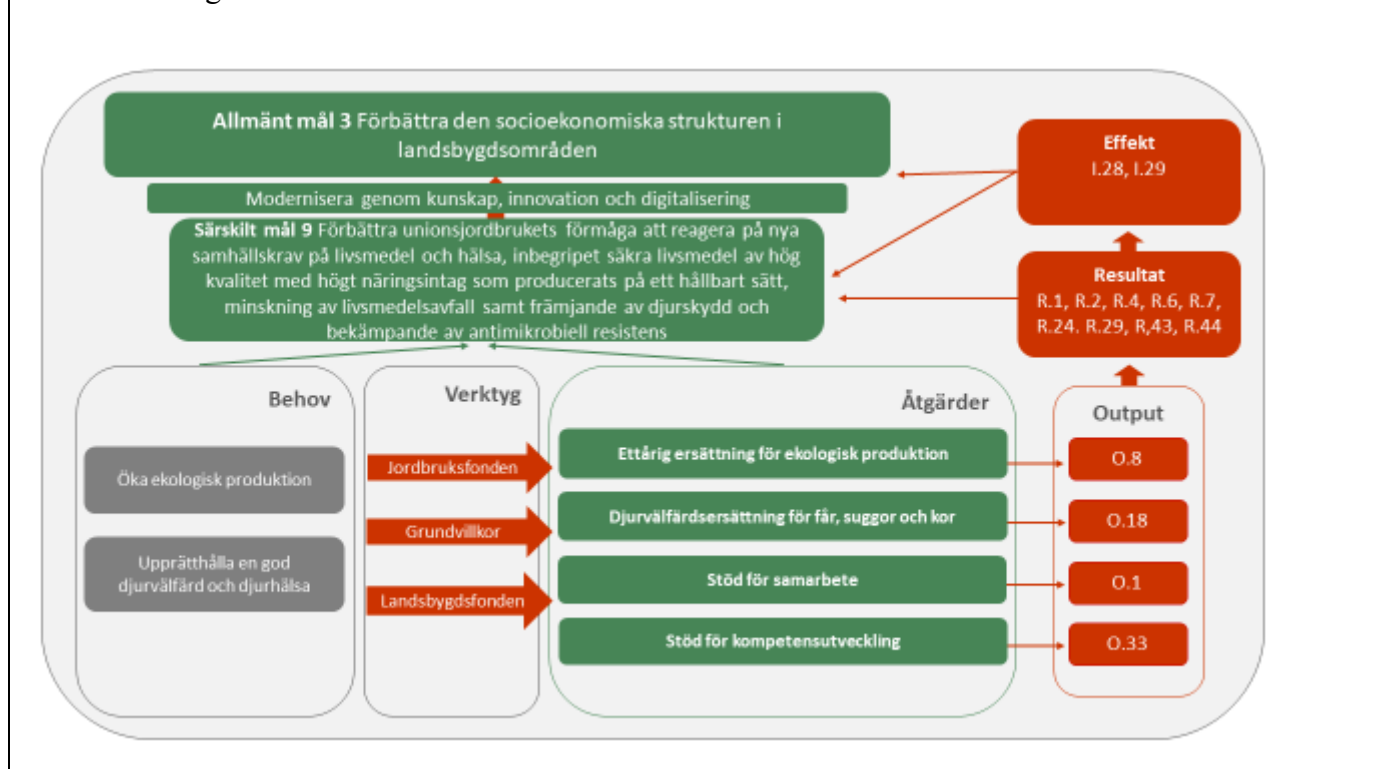 Allmänt mål 3 Förbättra den socioekonomiska strukturen i
landsbygdsområden
Modernisera genom kunskap, innovation och digitalisering
Särskilt mål 9 Förbättra unionsjordbrukets förmåga att reagera på nya
samhällskrav på livsmedel och hälsa, inbegripet säkra livsmedel av hög
kvalitet med högt näringsintag som producerats på ett hållbart sätt,
minskning av livsmedelsavfall samt främjande av djurskydd och
bekämpande av antimikrobiell resistens
Effekt
I.28, I.29
Resultat
R.1, R.2, R.4, R.6, R.7,
R.24. R.29, R,43, R.44
Behov
Öka ekologisk produktion
Upprätthålla en god
djurvälfärd och djurhälsa
Verktyg
Jordbruksfonden
Grundvillkor
Landsbygdsfonden
Åtgärder
Ettårig ersättning för ekologisk produktion
Djurvälfärdsersättning för får, suggor och kor
Stöd för samarbete
Stöd för kompetensutveckling
Output
O.8
O.18
O.1
O.33